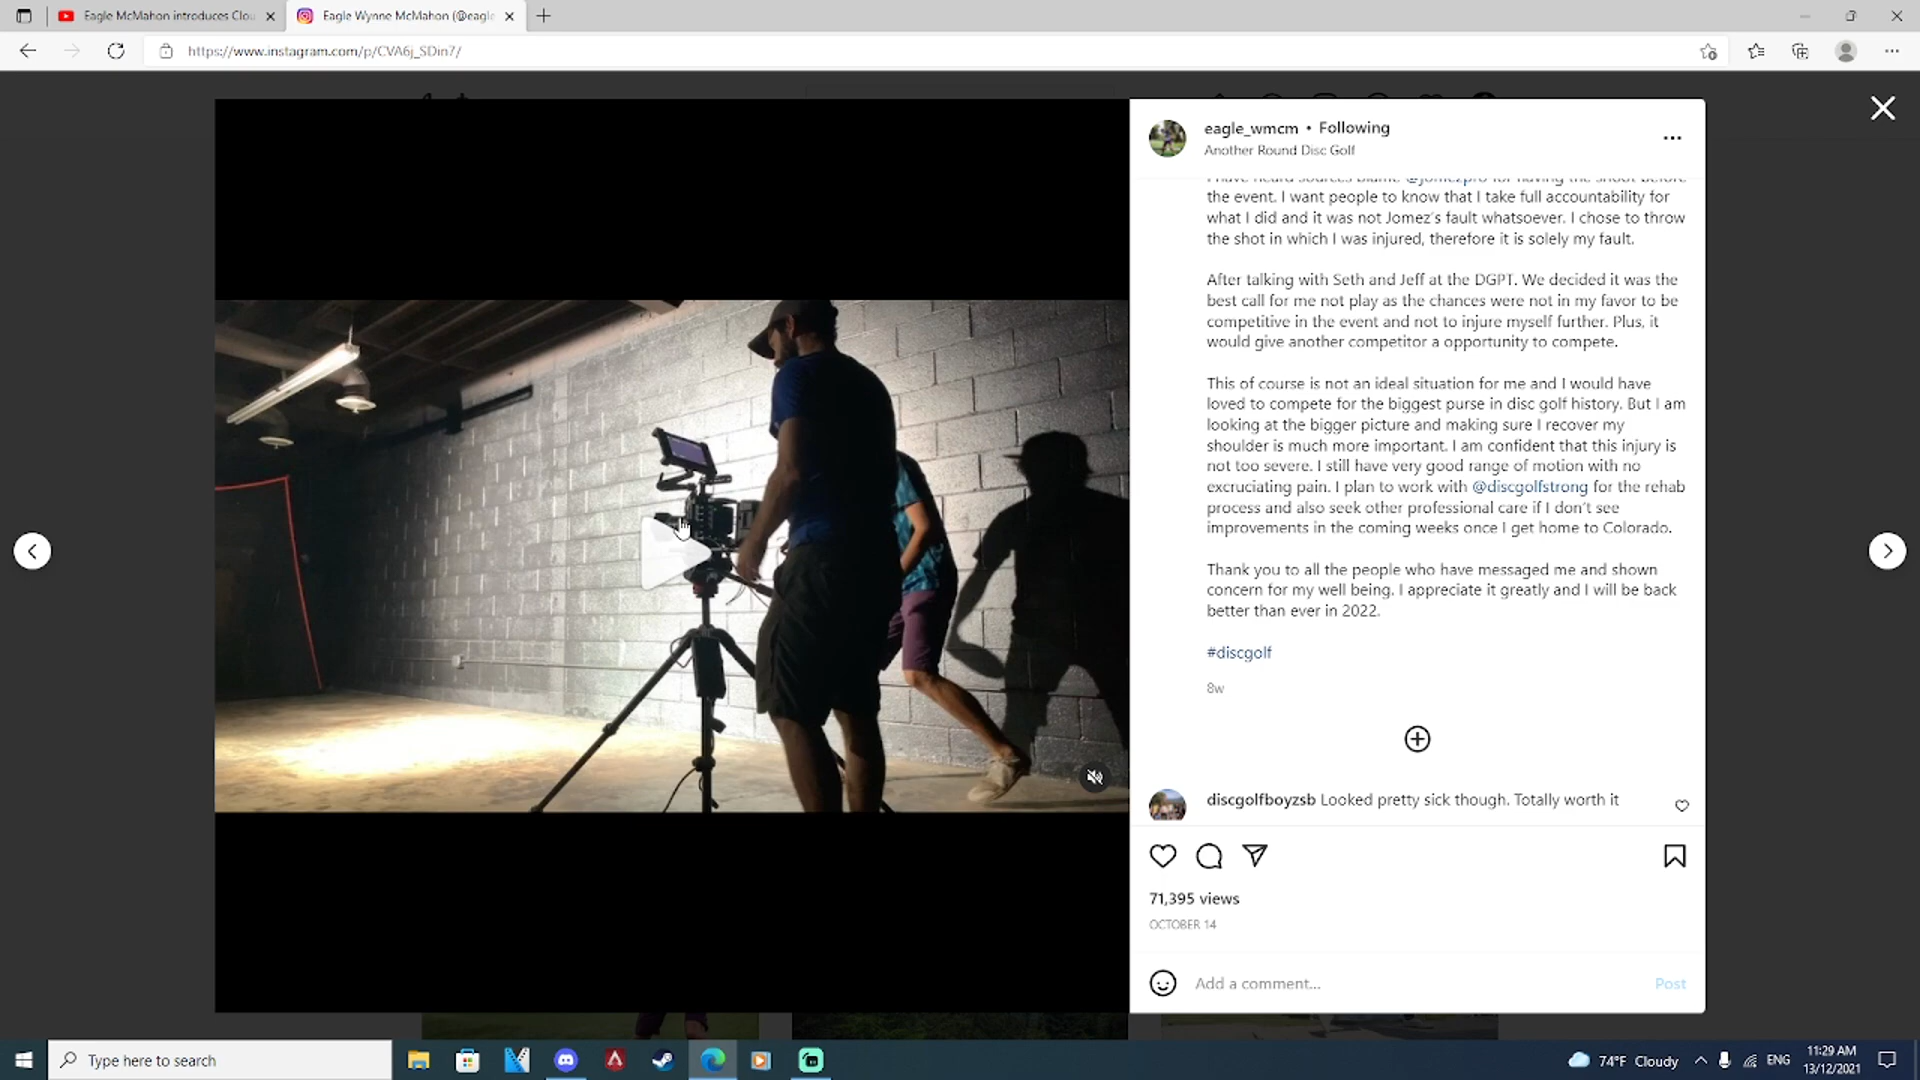 Eagle McMahon introduces Clou
Eagle Wynne McMahon (@eagle
https://www.instagram.com/p/CVA6j_SDin7/
eagle_wmcm • Following
Another Round Disc Golf
I have heard sources blame @jomezpro for having the shoot before
the event. I want people to know that I take full accountability for
what I did and it was not Jomez's fault whatsoever. I chose to throw
the shot in which I was injured, therefore it is solely my fault.
After talking with Seth and Jeff at the DGPT. We decided it was the
best call for me not play as the chances were not in my favor to be
competitive in the event and not to injure myself further. Plus, it
would give another competitor a opportunity to compete.
This of course is not an ideal situation for me and I would have
loved to compete for the biggest purse in disc golf history. But I am
looking at the bigger picture and making sure I recover my
shoulder is much more important. I am confident that this injury is
not too severe. I still have very good range of motion with no
excruciating pain. I plan to work with @discgolfstrong for the rehab
process and also seek other professional care if I don't see
improvements in the coming weeks once I get home to Colorado.
Thank you to all the people who have messaged me and shown
concern for my well being. I appreciate it greatly and I will be back
better than ever in 2022.
#discgolf
8w
discgolfboyzsb Looked pretty sick though. Totally worth it
71,395 views
OCTOBER 14
Add a comment...
Post
Type here to search
74°F Cloudy
ENG
11:29 AM
13/12/2021